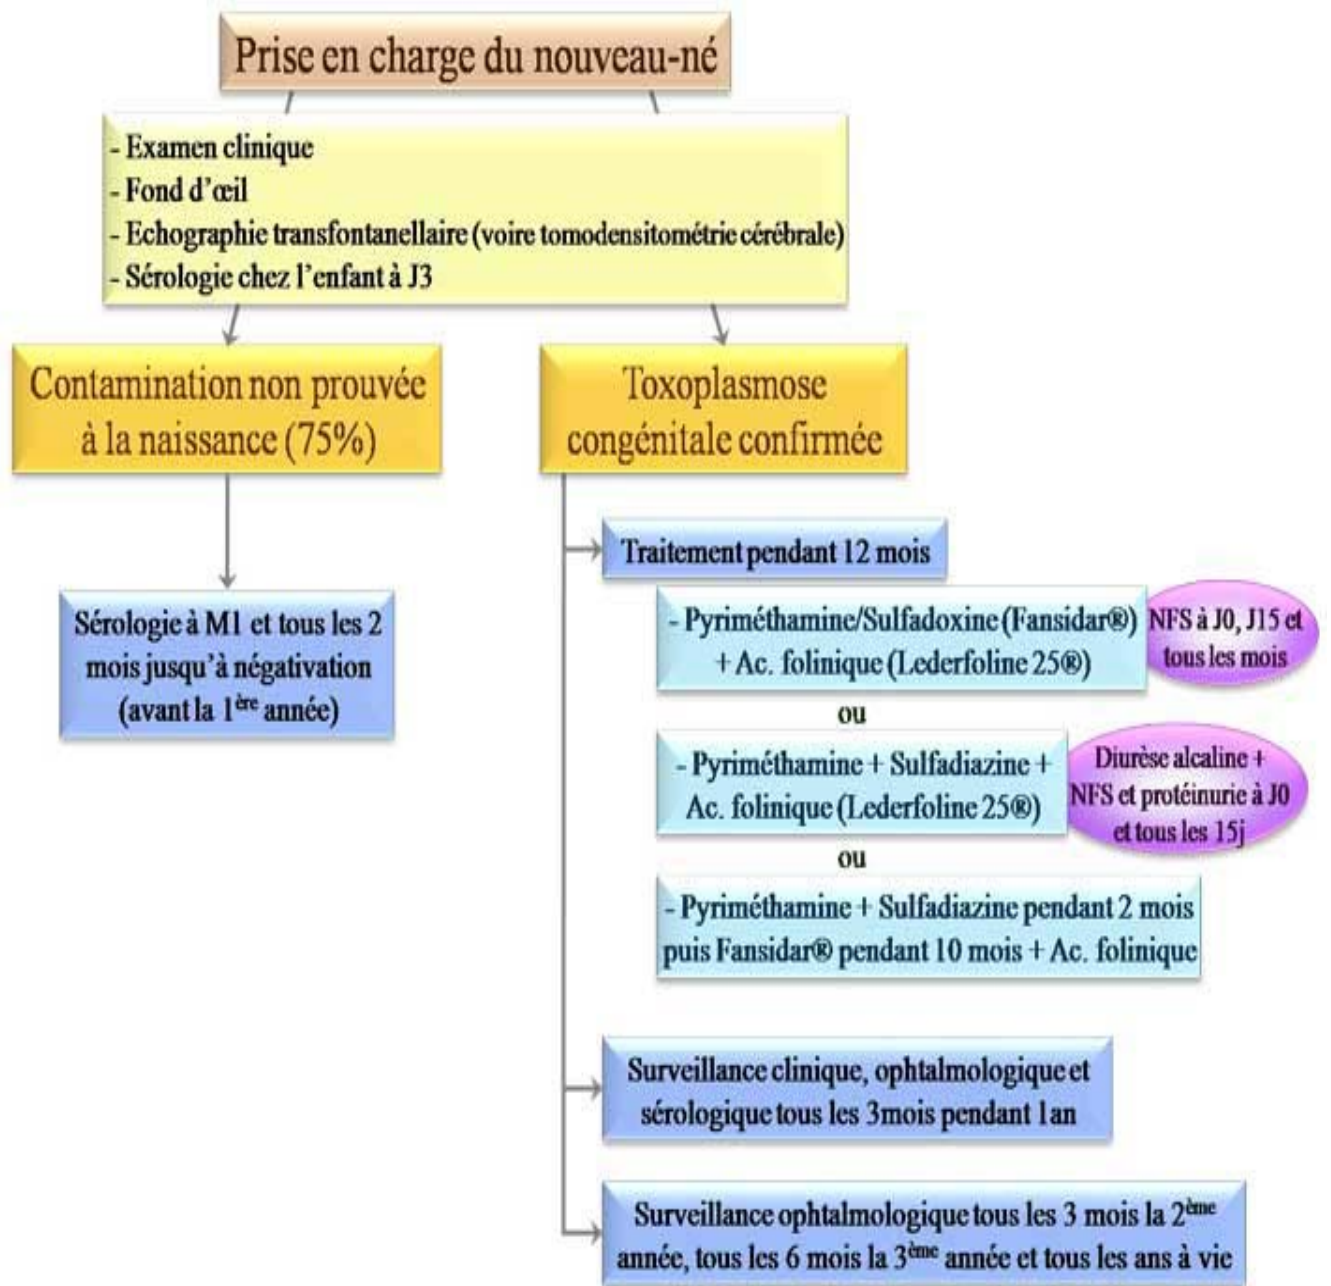 Prise en charge du nouveau-né
- Examen clinique
- Fond d'œil
- Echographie transfontanellaire (voire tomodensitométrie cérébrale)
- Sérologie chez l'enfant à J3
Contamination non prouvée
à la naissance (75%)
Toxoplasmose
congénitale confirmée
Sérologie à M1 et tous les 2
mois jusqu'à négativation
(avant la 1ère année)
Traitement pendant 12 mois
- Pyriméthamine/Sulfadoxine (Fansidar®)
+ Ac. folinique (Lederfoline 25®)
NFS à J0, J15 et
tous les mois
ou
- Pyriméthamine + Sulfadiazine +
Ac. folinique (Lederfoline 25®)
Diurèse alcaline +
NFS et protéinurie à J0
et tous les 15j
ou
- Pyriméthamine + Sulfadiazine pendant 2 mois
puis Fansidar® pendant 10 mois + Ac. folinique
Surveillance clinique, ophtalmologique et
sérologique tous les 3mois pendant 1an
Surveillance ophtalmologique tous les 3 mois la 2ème
année, tous les 6 mois la 3ème année et tous les ans à vie